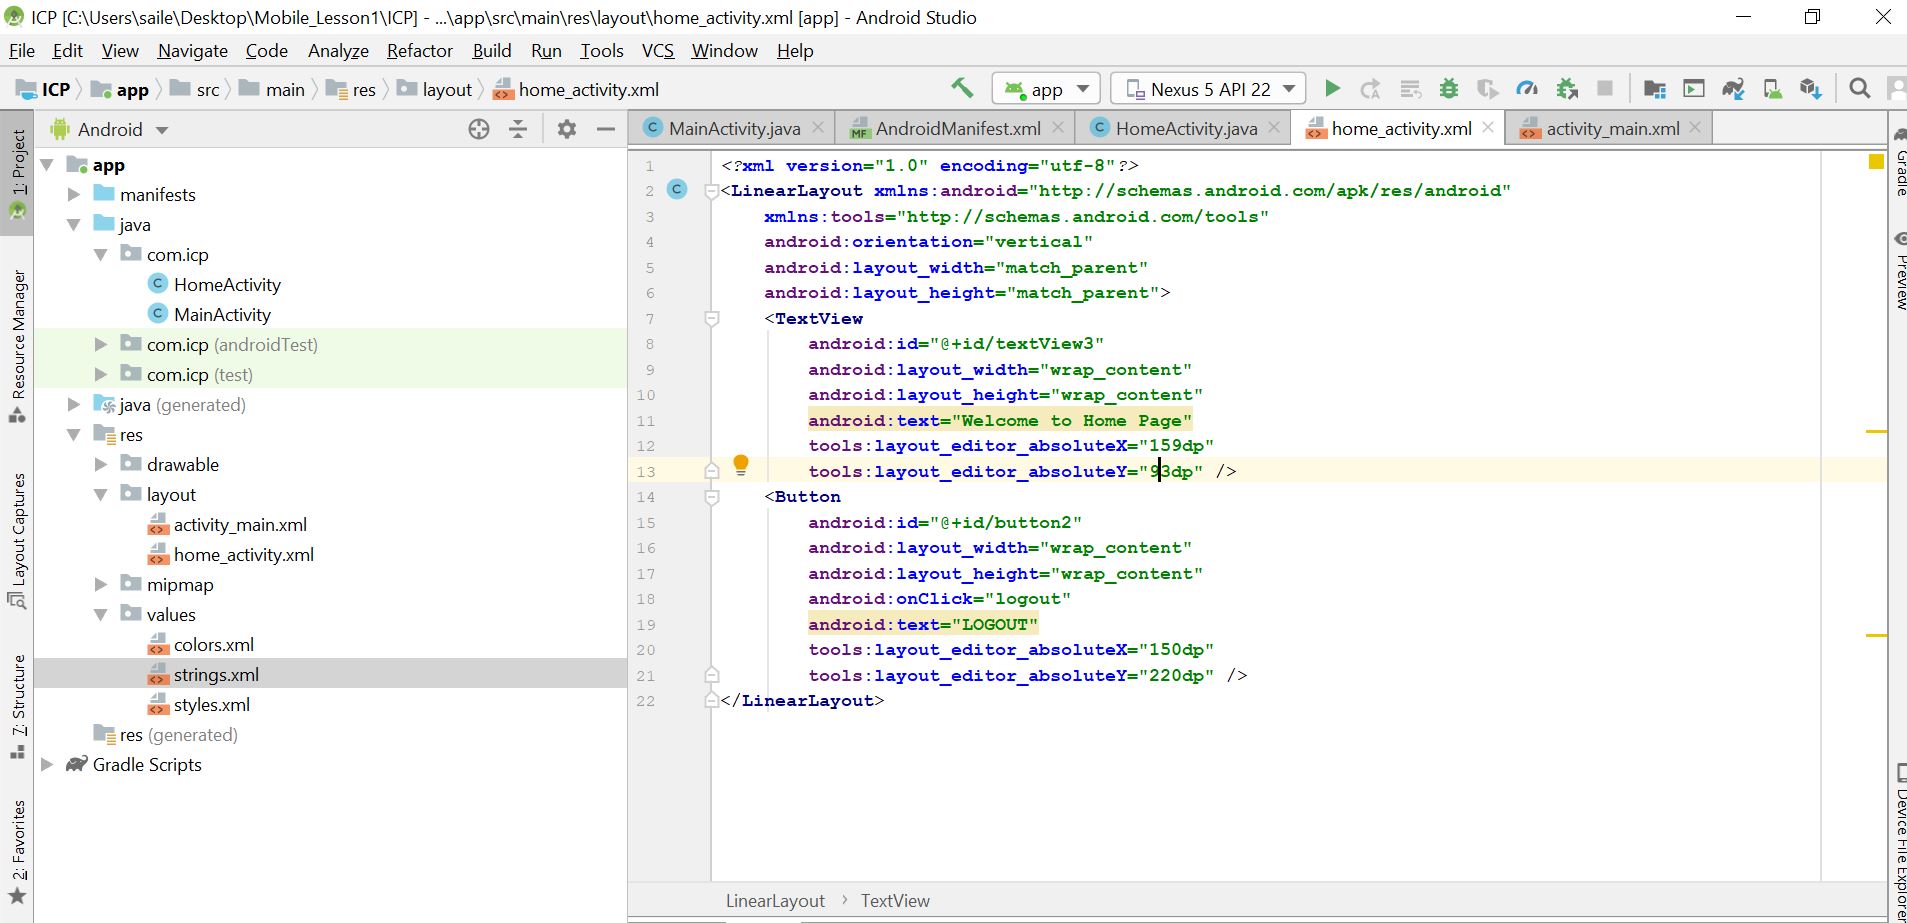 ICP [C:\Users\saile\Desktop\Mobile_Lesson1\ICP] - ...\app\src\main\res\layout\home_activity.xml [app] - Android Studio
File Edit View Navigate Code Analyze Refactor Build Run Tools VCS Window Help
ICP app src main res layout home_activity.xml app Nexus 5 API 22
Android
MainActivity.java AndroidManifest.xml HomeActivity.java home_activity.xml activity_main.xml
1: Project
Resource Manager
Layout Captures
7: Structure
2: Favorites
app
manifests
java
com.icp
HomeActivity
MainActivity
com.icp (androidTest)
com.icp (test)
java (generated)
res
drawable
layout
activity_main.xml
home_activity.xml
mipmap
values
colors.xml
strings.xml
styles.xml
res (generated)
Gradle Scripts
1 <?xml version="1.0" encoding="utf-8"?>
2 <LinearLayout xmlns:android="http://schemas.android.com/apk/res/android"
3 xmlns:tools="http://schemas.android.com/tools"
4 android:orientation="vertical"
5 android:layout_width="match_parent"
6 android:layout_height="match_parent">
7 <TextView
8 android:id="@+id/textView3"
9 android:layout_width="wrap_content"
10 android:layout_height="wrap_content"
11 android:text="Welcome to Home Page"
12 tools:layout_editor_absoluteX="159dp"
13 tools:layout_editor_absoluteY="93dp" />
14 <Button
15 android:id="@+id/button2"
16 android:layout_width="wrap_content"
17 android:layout_height="wrap_content"
18 android:onClick="logout"
19 android:text="LOGOUT"
20 tools:layout_editor_absoluteX="150dp"
21 tools:layout_editor_absoluteY="220dp" />
22 </LinearLayout>
LinearLayout › TextView
Gradle
Preview
Device File Explorer